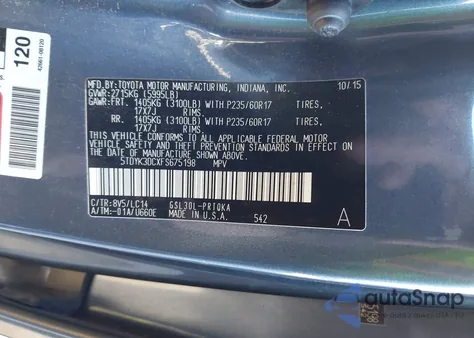 120
42661-08120
MFD. BY: TOYOTA MOTOR MANUFACTURING, INDIANA, INC. 10/15
GVWR: 2715KG (5995LB)
GAWR: FRT. 1405KG (3100LB) WITH P235/60R17 TIRES,
17X7J RIMS.
RR. 1405KG (3100LB) WITH P235/60R17 TIRES,
17X7J RIMS.
THIS VEHICLE CONFORMS TO ALL APPLICABLE FEDERAL MOTOR
VEHICLE SAFETY AND THEFT PREVENTION STANDARDS IN
EFFECT ON THE DATE OF MANUFACTURE SHOWN ABOVE.
5TDYK3DCXFS675198 MPV
C/TR: 8V5/LC14 GSL30L-PRTQKA
A/TM: -01A/U660E MADE IN U.S.A. 542 A
autoSnap